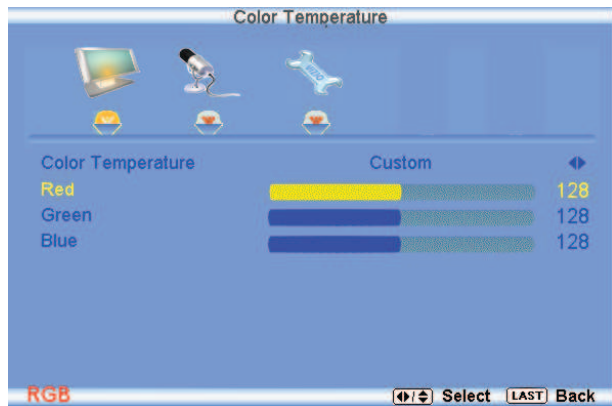 Color Temperature
Color Temperature Custom
Red 128
Green 128
Blue 128
RGB Select LAST Back